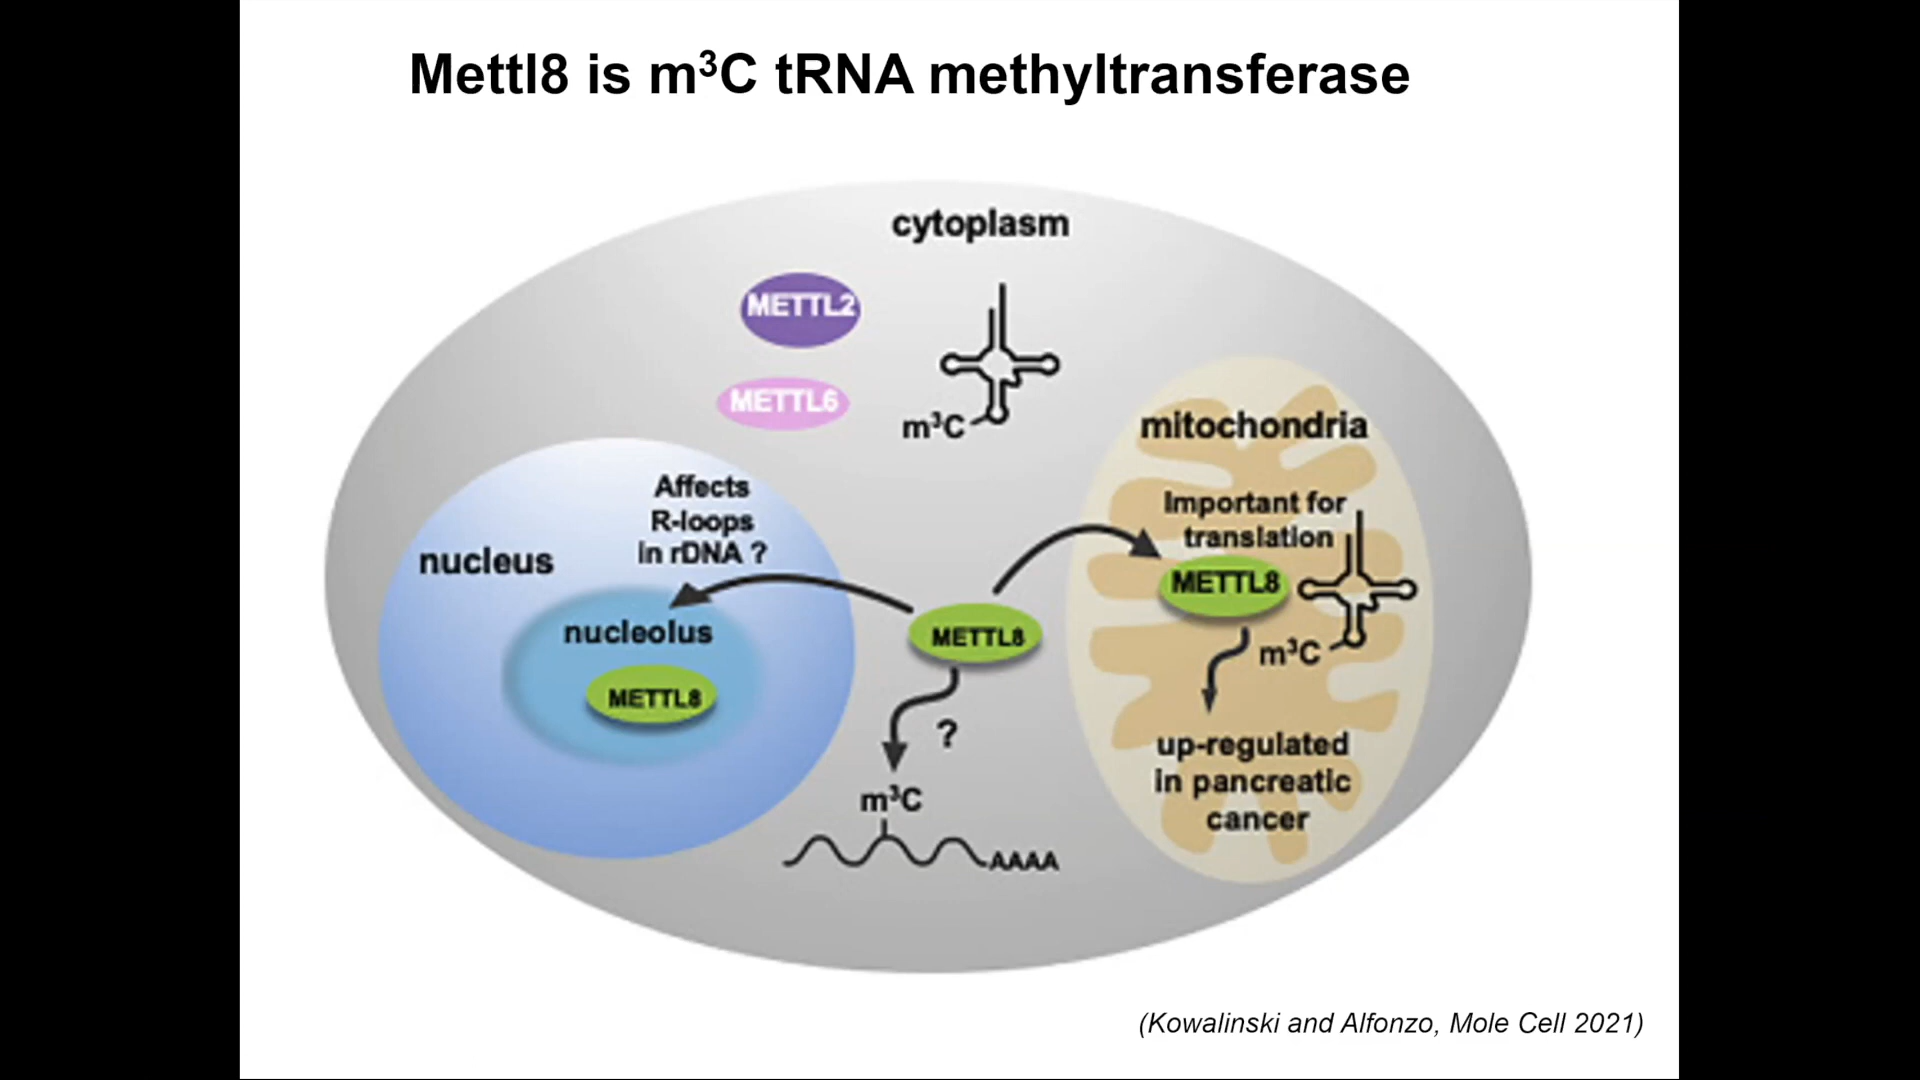 Mettl8 is m³C tRNA methyltransferase
cytoplasm
METTL2
METTL6
m³C
mitochondria
Important for
translation
METTL8
m³C
up-regulated
in pancreatic
cancer
Affects
R-loops
in rDNA ?
nucleus
nucleolus
METTL8
METTL8
?
m³C
AAAA
(Kowalinski and Alfonzo, Mole Cell 2021)